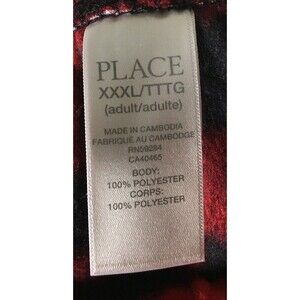 PLACE
XXXL/TTTG
(adult/adulte)
MADE IN CAMBODIA
FABRIQUE AU CAMBODGE
RN59284
CA40465
BODY:
100% POLYESTER
CORPS:
100% POLYESTER